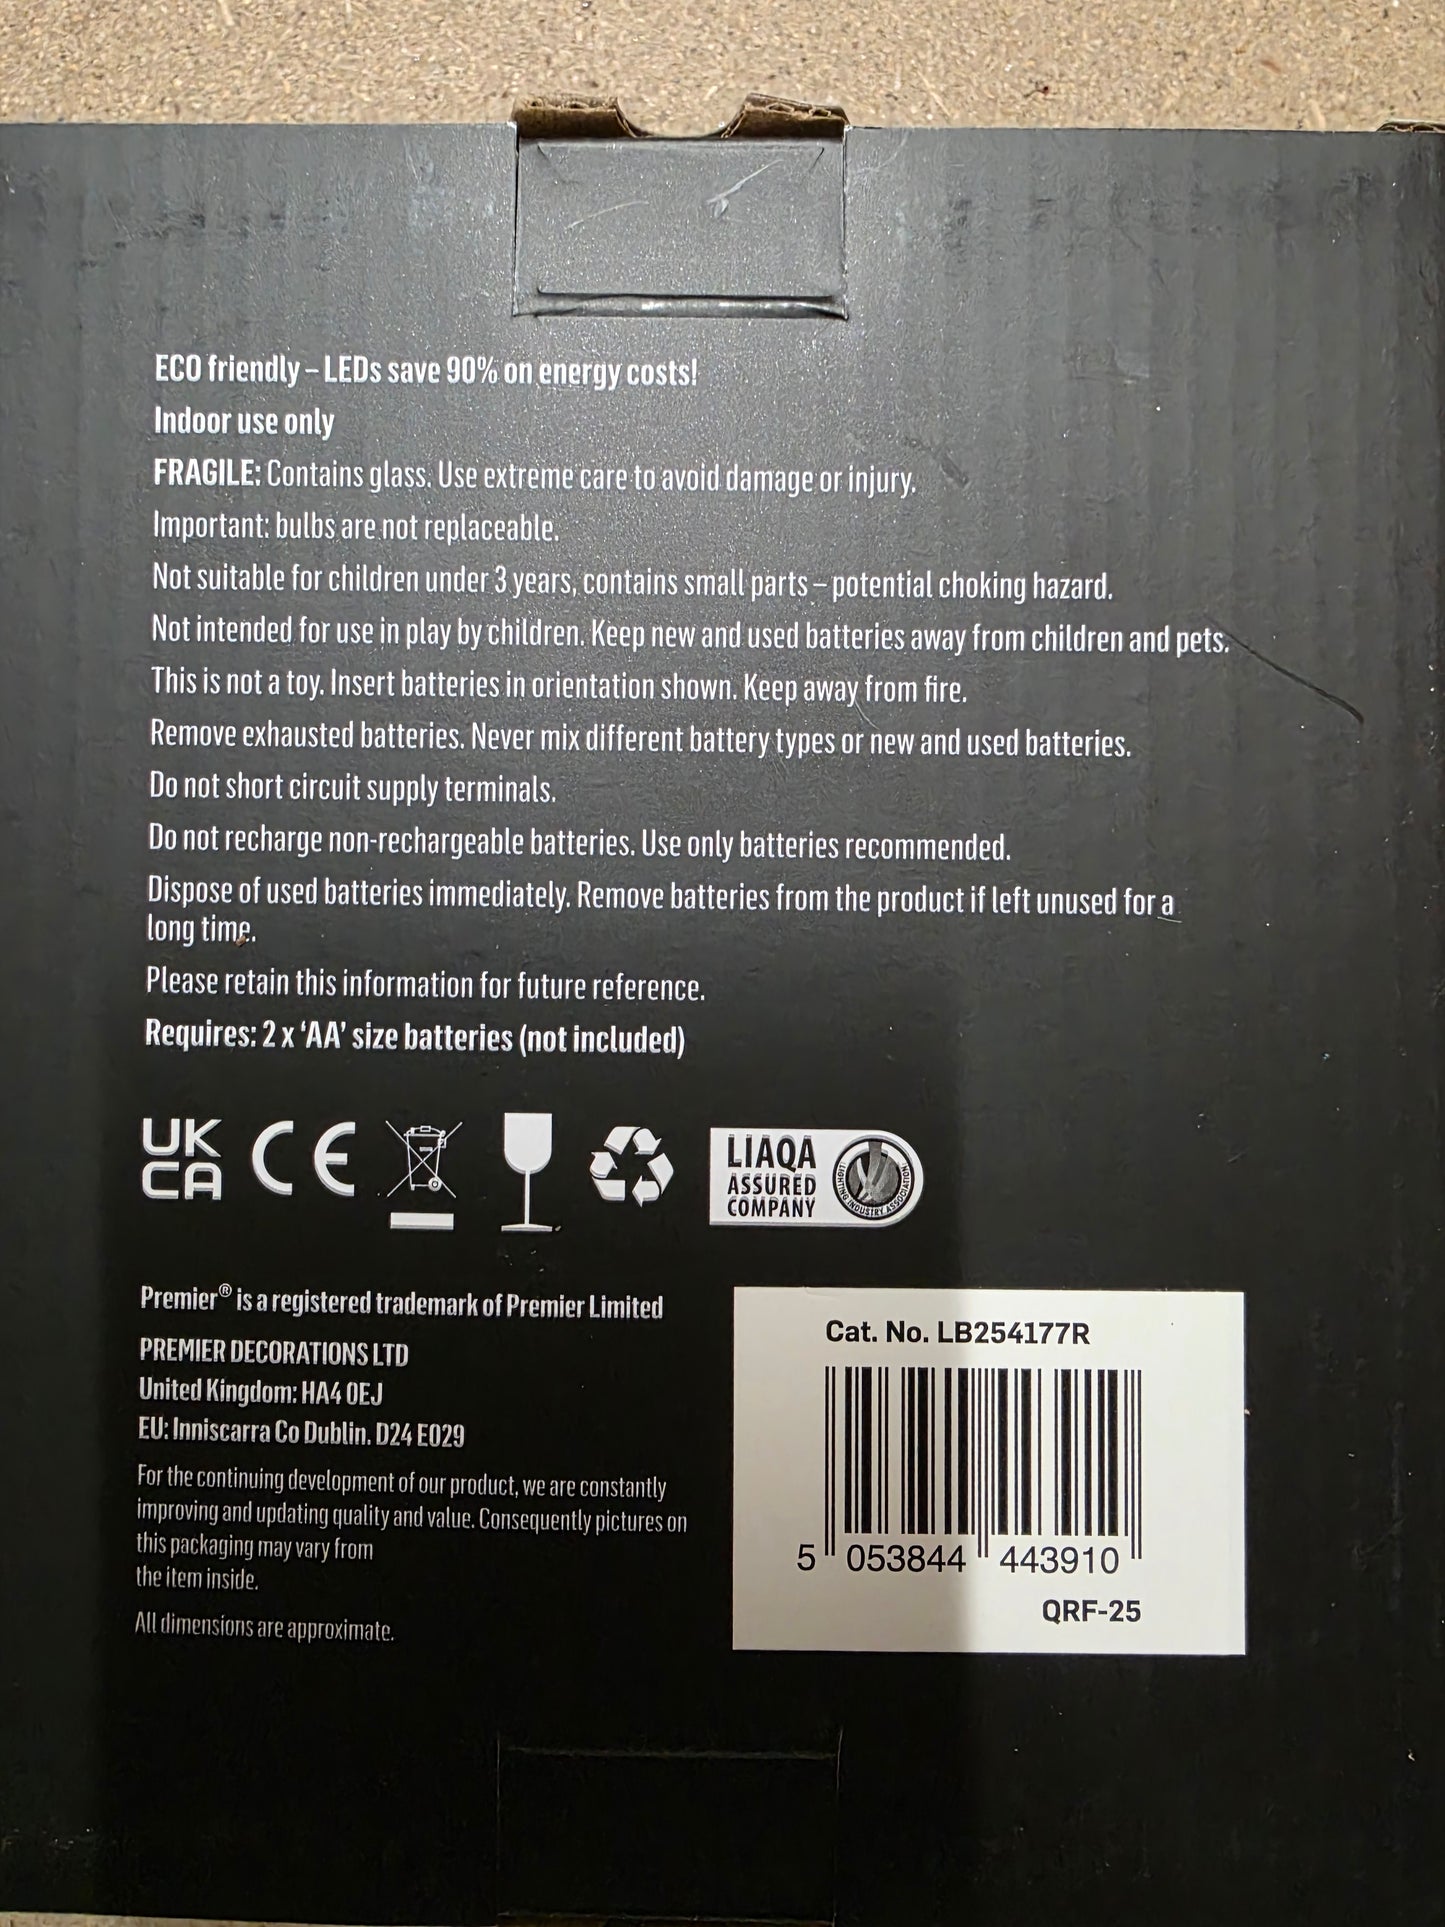 ECO friendly – LEDs save 90% on energy costs!
Indoor use only
FRAGILE: Contains glass. Use extreme care to avoid damage or injury.
Important: bulbs are not replaceable.
Not suitable for children under 3 years, contains small parts – potential choking hazard.
Not intended for use in play by children. Keep new and used batteries away from children and pets.
This is not a toy. Insert batteries in orientation shown. Keep away from fire.
Remove exhausted batteries. Never mix different battery types or new and used batteries.
Do not short circuit supply terminals.
Do not recharge non-rechargeable batteries. Use only batteries recommended.
Dispose of used batteries immediately. Remove batteries from the product if left unused for a
long time.
Please retain this information for future reference.
Requires: 2 x ‘AA’ size batteries (not included)
UK
CA
CE
LIAQA
ASSURED
COMPANY
LIGHTING INDUSTRY ASSOCIATION
Premier® is a registered trademark of Premier Limited
PREMIER DECORATIONS LTD
United Kingdom: HA4 0EJ
EU: Inniscarra Co Dublin. D24 E029
For the continuing development of our product, we are constantly
improving and updating quality and value. Consequently pictures on
this packaging may vary from
the item inside.
All dimensions are approximate.
Cat. No. LB254177R
5 053844 443910
QRF-25